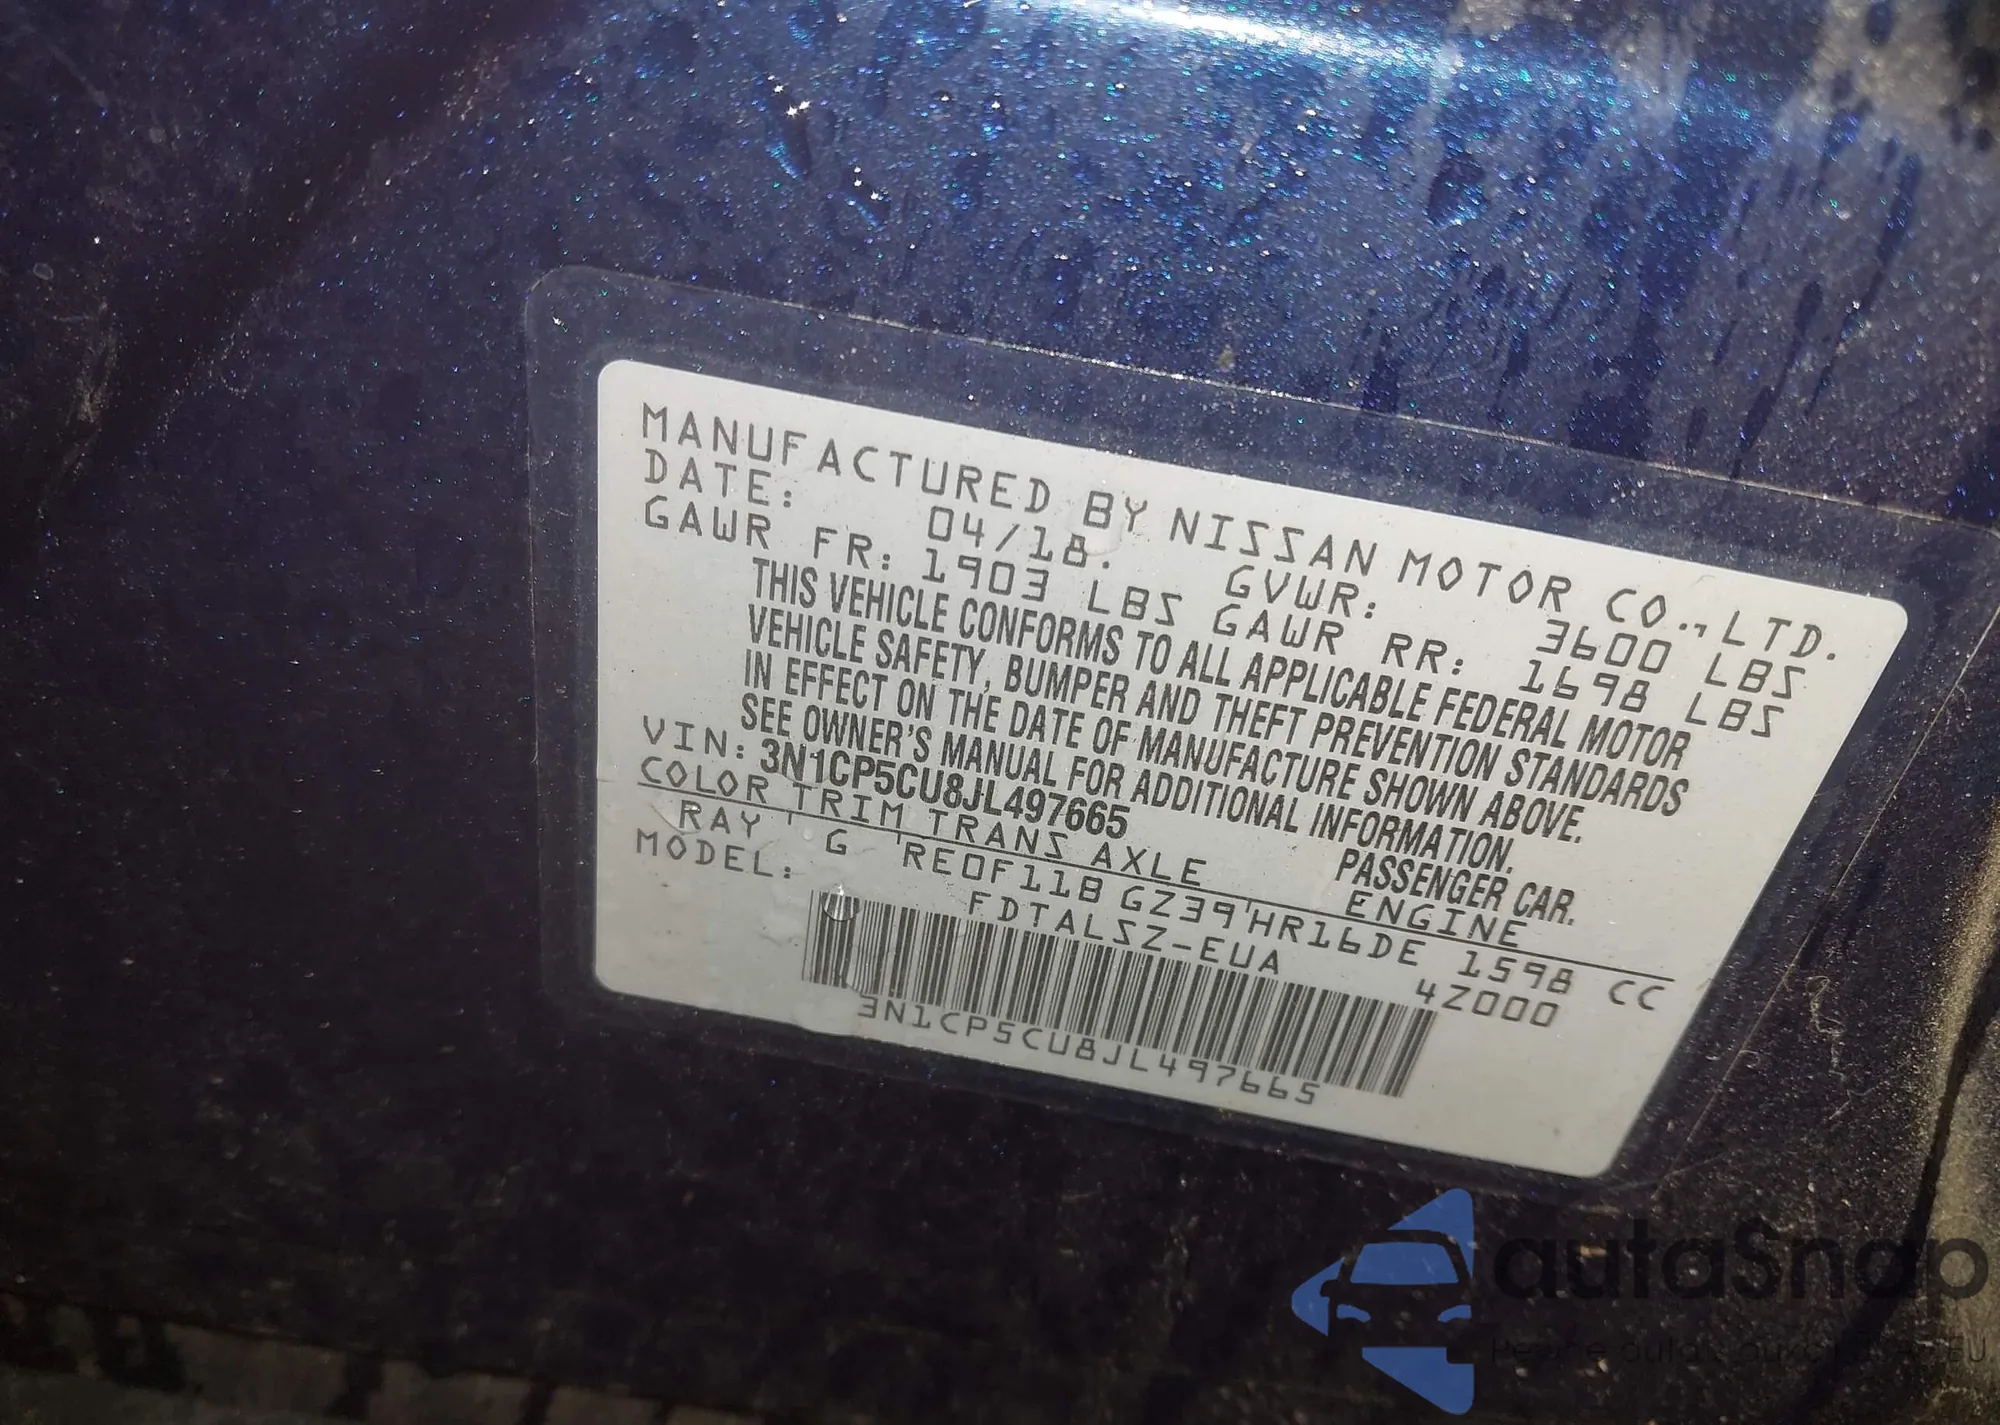 MANUFACTURED BY NISSAN MOTOR CO., LTD.
DATE: 04/18. GVWR: 3600 LBS
GAWR FR: 1903 LBS GAWR RR: 1698 LBS
THIS VEHICLE CONFORMS TO ALL APPLICABLE FEDERAL MOTOR
VEHICLE SAFETY, BUMPER AND THEFT PREVENTION STANDARDS
IN EFFECT ON THE DATE OF MANUFACTURE SHOWN ABOVE.
SEE OWNER'S MANUAL FOR ADDITIONAL INFORMATION.
VIN: 3N1CP5CU8JL497665 PASSENGER CAR.
COLOR TRIM TRANS AXLE ENGINE
RAY G RE0F11B GZ39 HR16DE 1598 CC
MODEL: FDTALSZ-EUA 4Z000
3N1CP5CU8JL497665
autaSnap